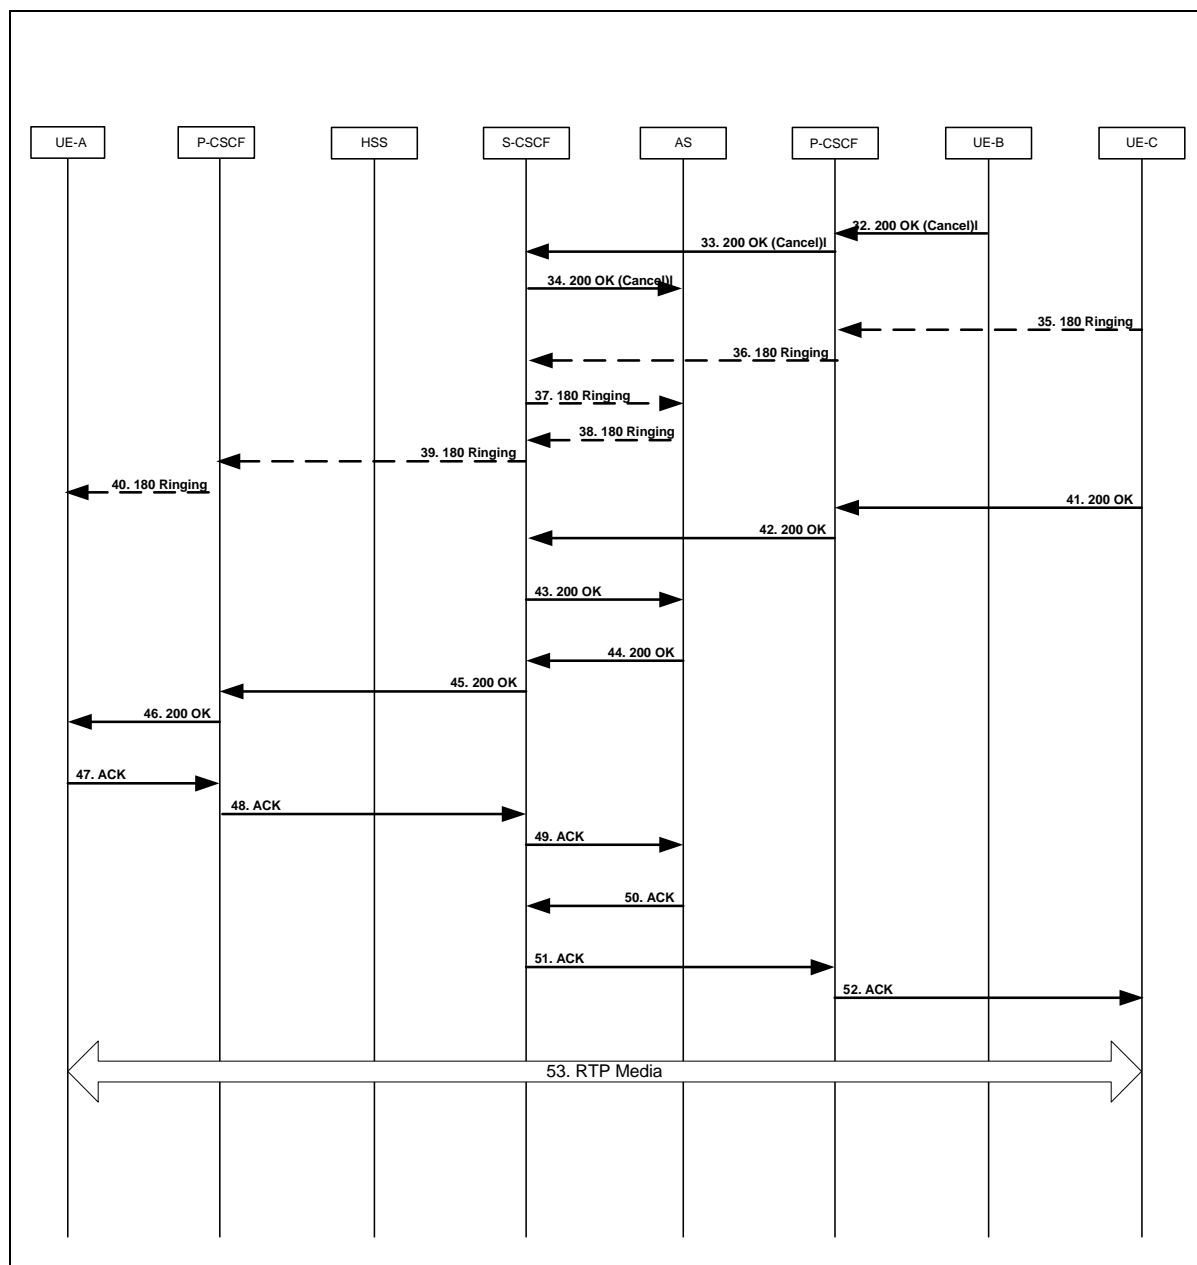 UE-A
P-CSCF
HSS
S-CSCF
AS
P-CSCF
UE-B
UE-C
32. 200 OK (Cancel)l
33. 200 OK (Cancel)l
34. 200 OK (Cancel)l
35. 180 Ringing
36. 180 Ringing
37. 180 Ringing
38. 180 Ringing
39. 180 Ringing
40. 180 Ringing
41. 200 OK
42. 200 OK
43. 200 OK
44. 200 OK
45. 200 OK
46. 200 OK
47. ACK
48. ACK
49. ACK
50. ACK
51. ACK
52. ACK
53. RTP Media